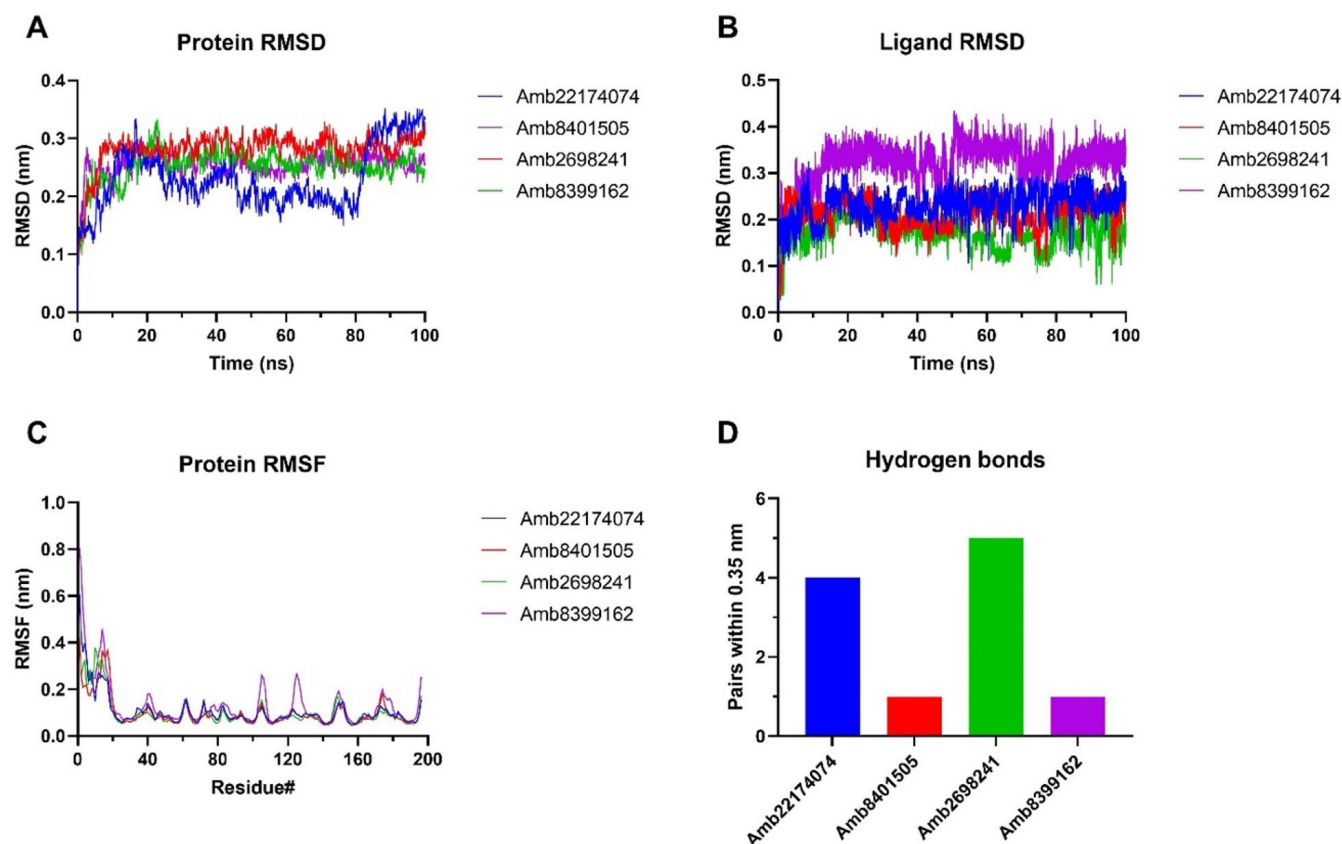 A
Protein RMSD
0.4
0.3
0.2
0.1
0.0
RMSD (nm)
0
20
40
60
80
100
Time (ns)
Amb22174074
Amb8401505
Amb2698241
Amb8399162
B
Ligand RMSD
0.5
0.4
0.3
0.2
0.1
0.0
RMSD (nm)
0
20
40
60
80
100
Time (ns)
Amb22174074
Amb8401505
Amb2698241
Amb8399162
C
Protein RMSF
1.0
0.8
0.6
0.4
0.2
0.0
RMSF (nm)
0
40
80
120
160
200
Residue#
Amb22174074
Amb8401505
Amb2698241
Amb8399162
D
Hydrogen bonds
6
4
2
0
Pairs within 0.35 nm
Amb22174074
Amb8401505
Amb2698241
Amb8399162